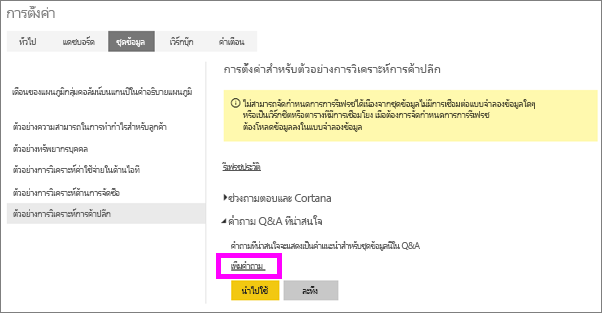 การตั้งค่า
ทั่วไป แดชบอร์ด ชุดข้อมูล เวิร์กบุ๊ก คำเตือน
เดือนของแผนภูมิกลุ่มคอลัมน์บนแกนปีในคำอธิบายแผนภูมิ
ตัวอย่างความสามารถในการทำกำไรสำหรับลูกค้า
ตัวอย่างทรัพยากรบุคคล
ตัวอย่างการวิเคราะห์ค่าใช้จ่ายในด้านไอที
ตัวอย่างการวิเคราะห์ด้านการจัดซื้อ
ตัวอย่างการวิเคราะห์การค้าปลีก
การตั้งค่าสำหรับตัวอย่างการวิเคราะห์การค้าปลีก
ไม่สามารถจัดกำหนดการการรีเฟรชได้เนื่องจากชุดข้อมูลไม่มีการเชื่อมต่อแบบจำลองข้อมูลใดๆ
หรือเป็นเวิร์กชีตหรือตารางที่มีการเชื่อมโยง เมื่อต้องการจัดกำหนดการการรีเฟรช
ต้องโหลดข้อมูลลงในแบบจำลองข้อมูล
รีเฟรชประวัติ
ช่วงถามตอบและ Cortana
คำถาม Q&A ที่น่าสนใจ
คำถามที่น่าสนใจจะแสดงเป็นคำแนะนำสำหรับชุดข้อมูลนี้ใน Q&A
เพิ่มคำถาม
นำไปใช้ ละทิ้ง